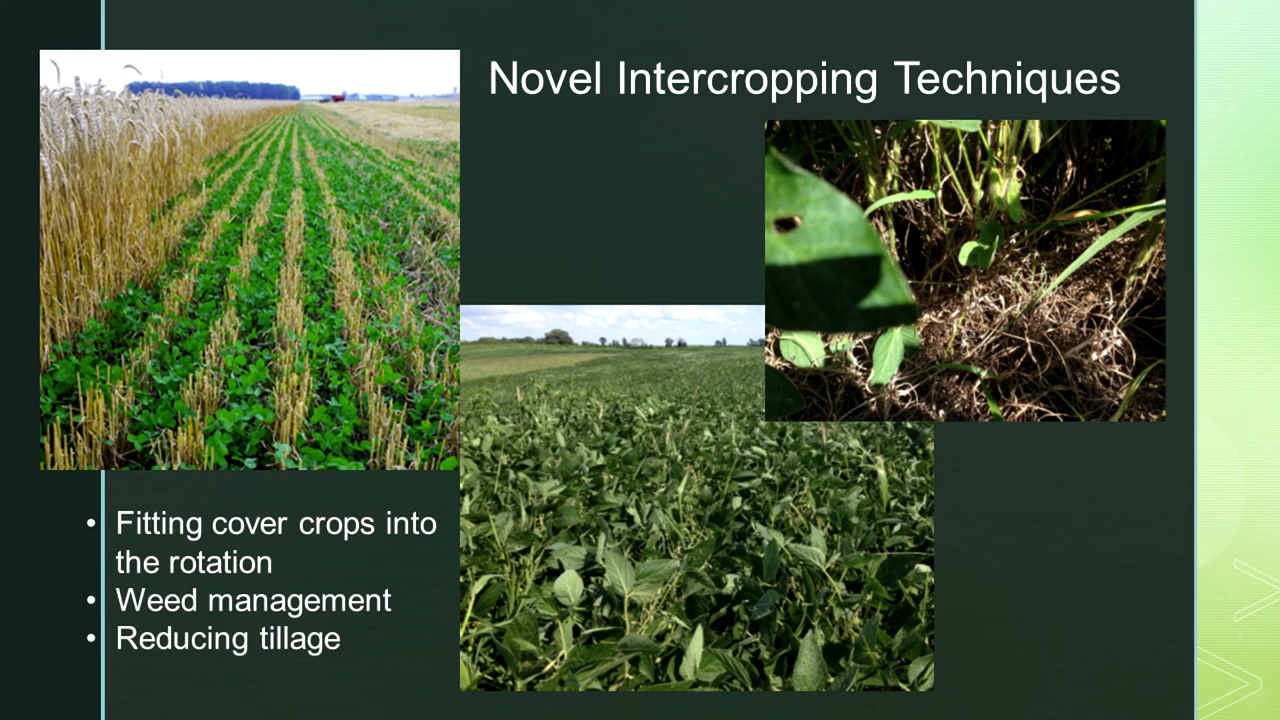 Novel Intercropping Techniques
• Fitting cover crops into
the rotation
• Weed management
• Reducing tillage